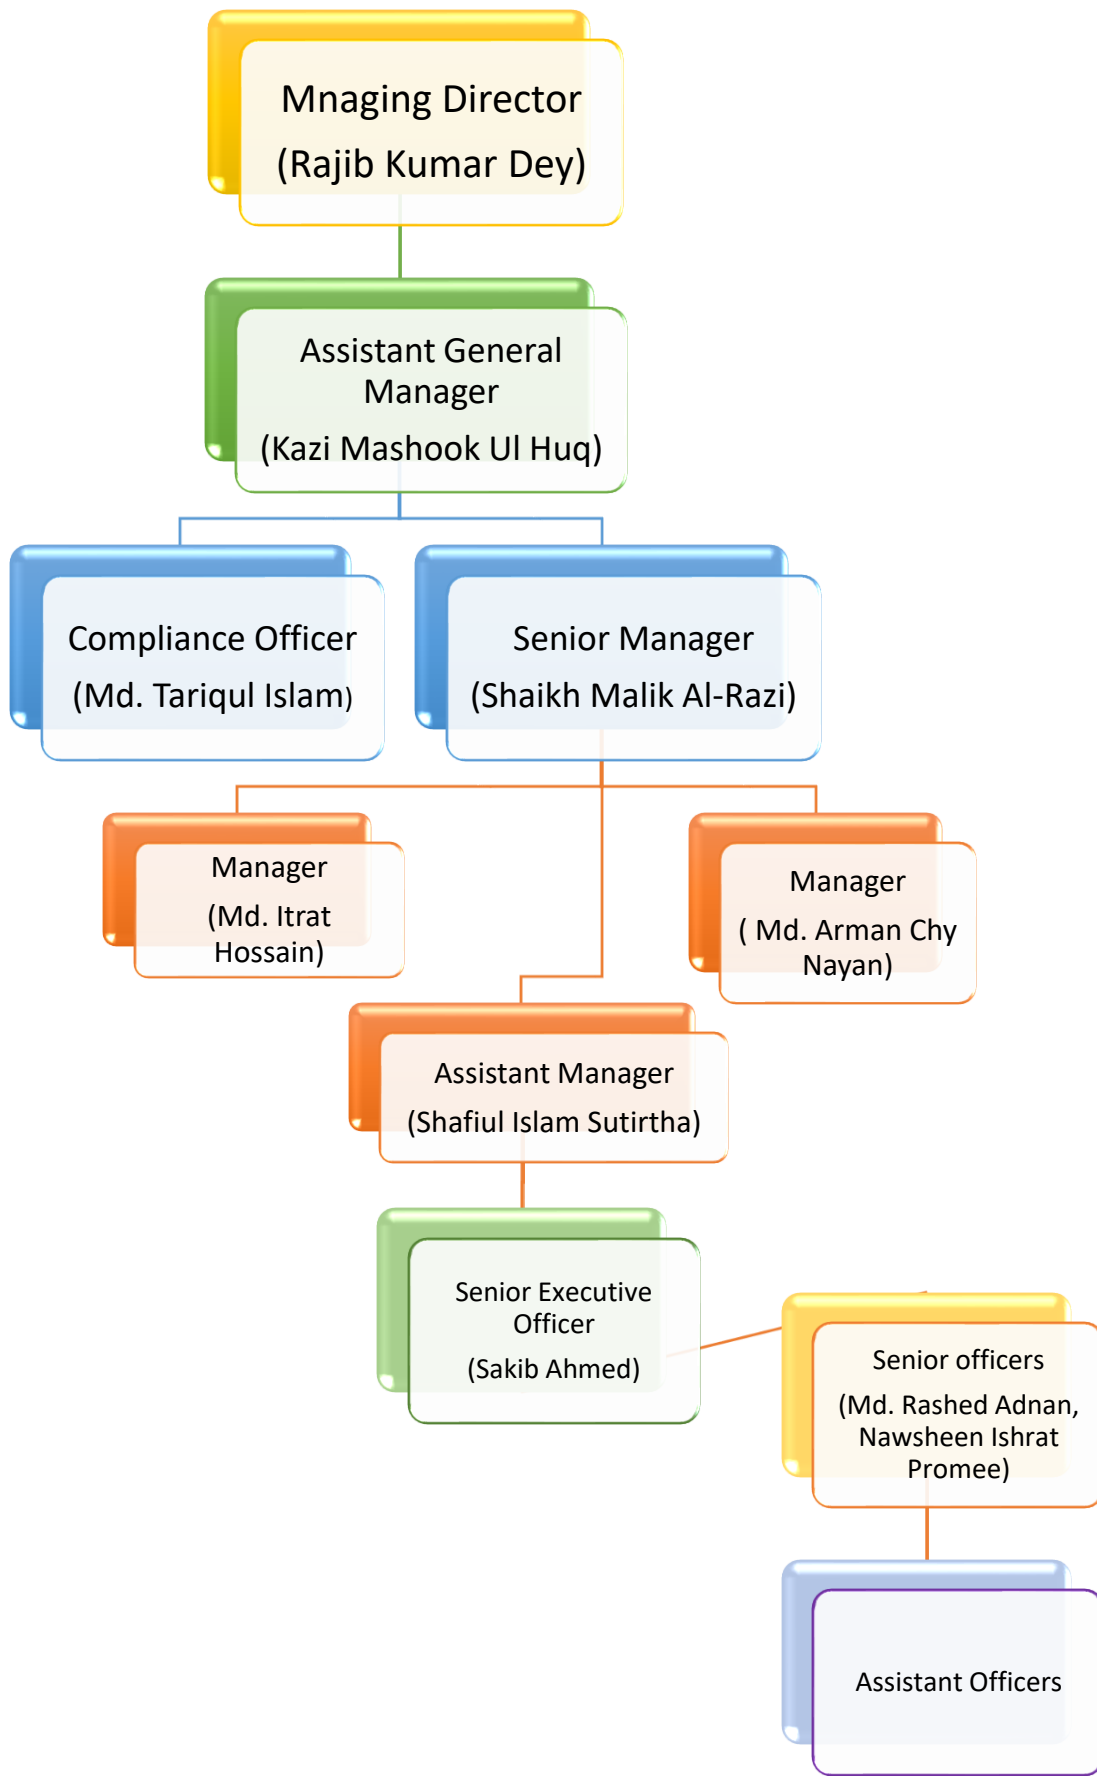 Mnaging Director
(Rajib Kumar Dey)
Assistant General
Manager
(Kazi Mashook Ul Huq)
Compliance Officer
(Md. Tariqul Islam)
Senior Manager
(Shaikh Malik Al-Razi)
Manager
(Md. Itrat
Hossain)
Manager
( Md. Arman Chy
Nayan)
Assistant Manager
(Shafiul Islam Sutirtha)
Senior Executive
Officer
(Sakib Ahmed)
Senior officers
(Md. Rashed Adnan,
Nawsheen Ishrat
Promee)
Assistant Officers